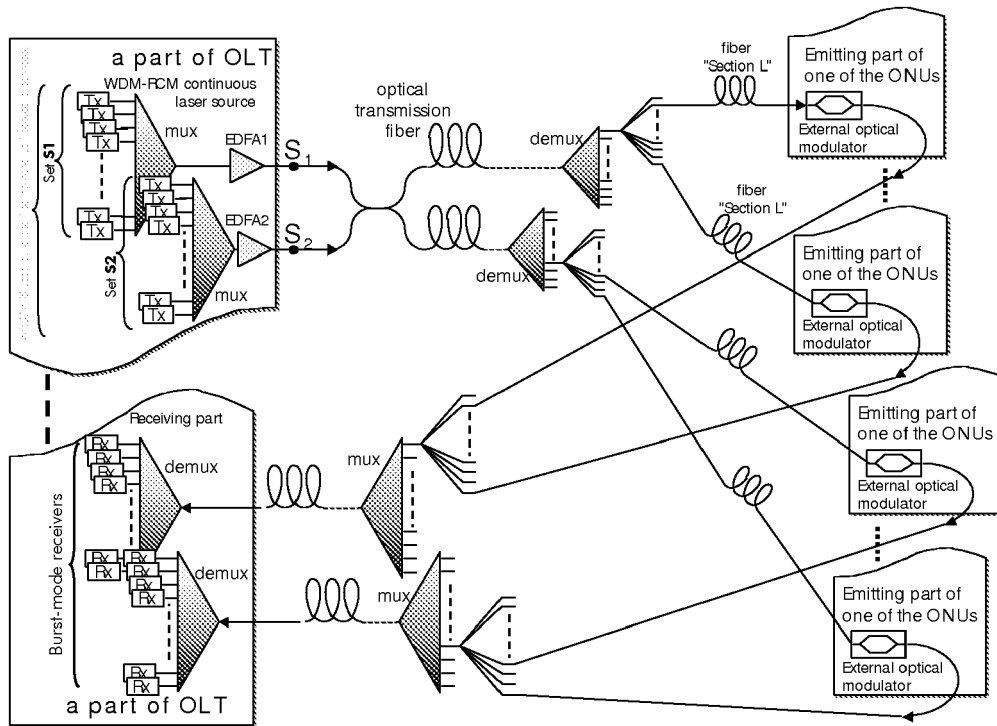 a part of OLT
WDM-RCM continuous
laser source
Tx
Tx
Tx
Tx
Tx
Tx
mux
Set S1
EDFA1
S1
Tx
Tx
Tx
Tx
Tx
Tx
mux
Set S2
EDFA2
S2
optical
transmission
fiber
demux
demux
fiber
"Section L"
fiber
"Section L"
Emitting part of
one of the ONUs
External optical
modulator
Emitting part of
one of the ONUs
External optical
modulator
Emitting part of
one of the ONUs
External optical
modulator
Emitting part of
one of the ONUs
External optical
modulator
Receiving part
Rx
Rx
Rx
Rx
Rx
Rx
demux
mux
Rx
Rx
Rx
Rx
Rx
Rx
demux
mux
Burst-mode receivers
a part of OLT